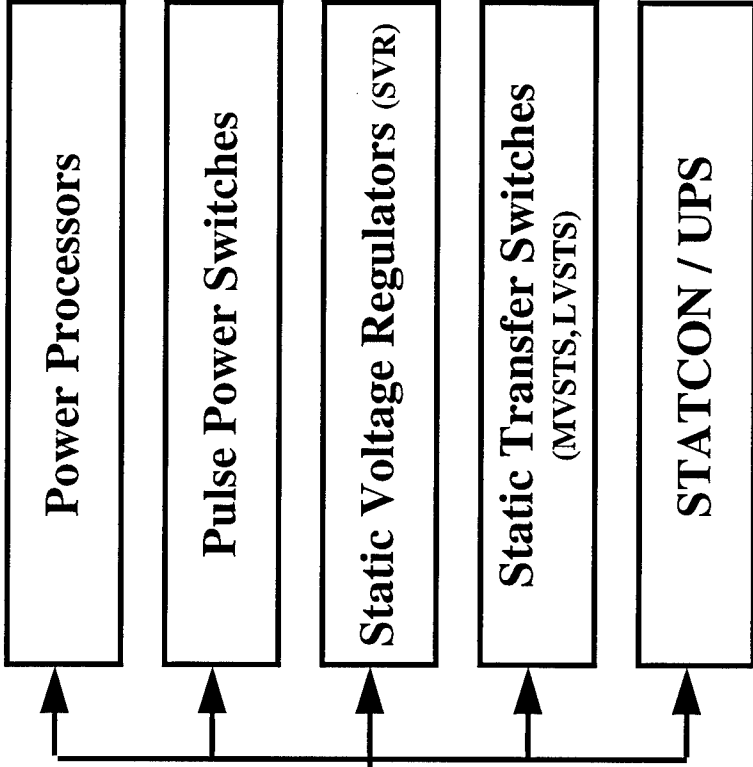 Power Processors
Pulse Power Switches
Static Voltage Regulators (SVR)
Static Transfer Switches
(MVSTS,LVSTS)
STATCON / UPS